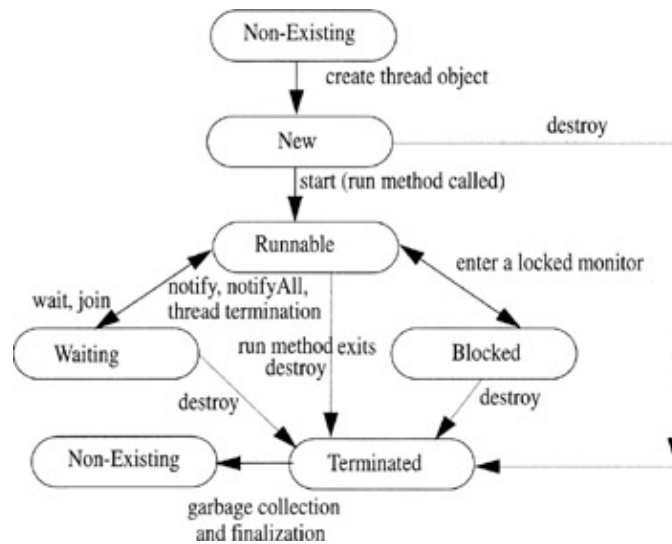 Non-Existing
create thread object
New
destroy
start (run method called)
Runnable
enter a locked monitor
wait, join
notify, notifyAll,
thread termination
Waiting
run method exits
destroy
Blocked
destroy
destroy
Non-Existing
Terminated
garbage collection
and finalization